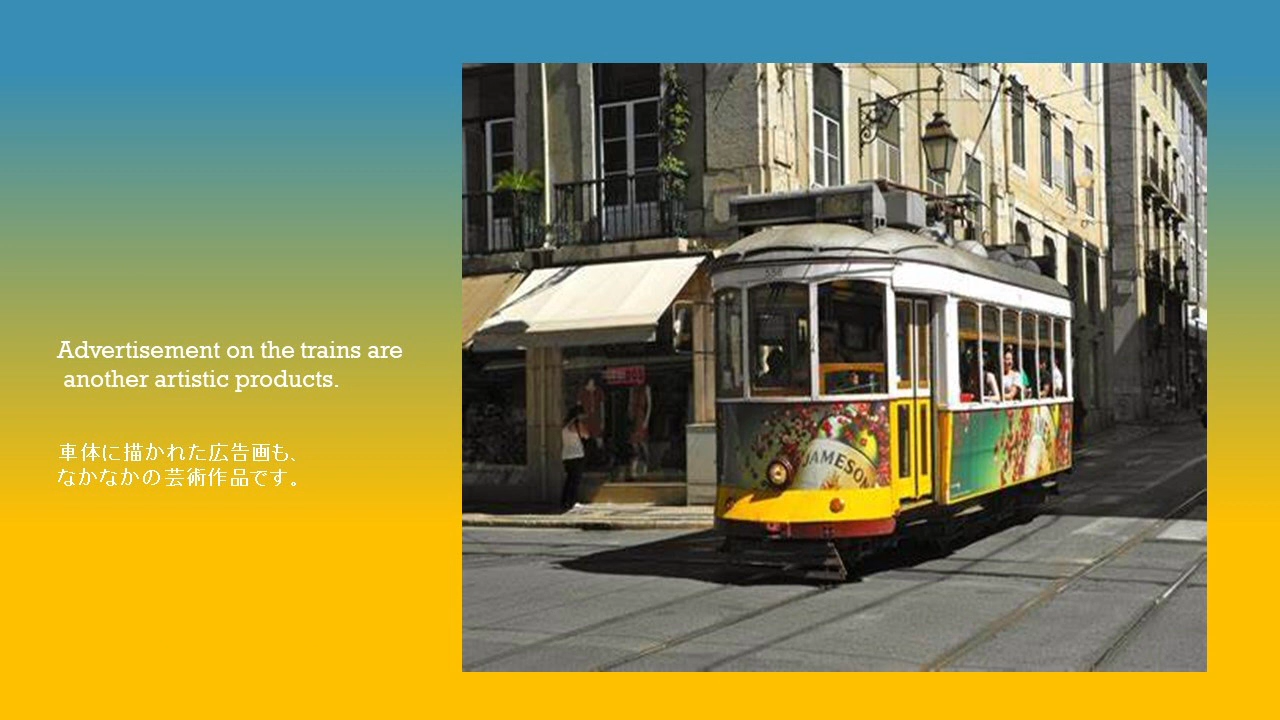 Advertisement on the trains are
another artistic products.
車体に描かれた広告画も、
なかなかの芸術作品です。
JAMESON